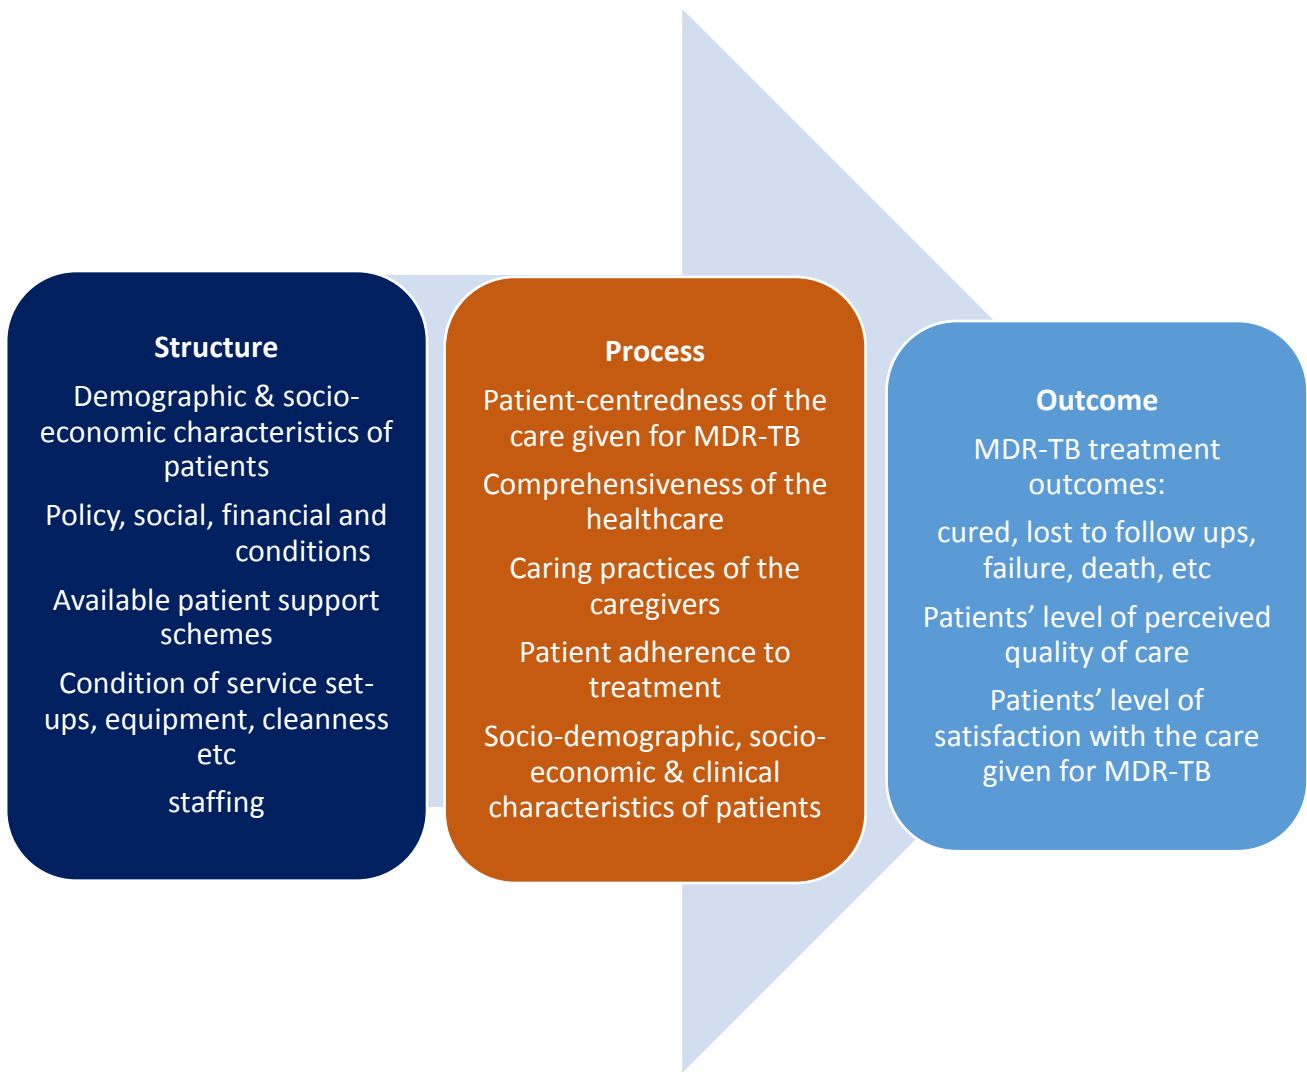 Structure
Demographic & socio-
economic characteristics of
patients
Policy, social, financial and
conditions
Available patient support
schemes
Condition of service set-
ups, equipment, cleanness
etc
staffing
Process
Patient-centredness of the
care given for MDR-TB
Comprehensiveness of the
healthcare
Caring practices of the
caregivers
Patient adherence to
treatment
Socio-demographic, socio-
economic & clinical
characteristics of patients
Outcome
MDR-TB treatment
outcomes:
cured, lost to follow ups,
failure, death, etc
Patients’ level of perceived
quality of care
Patients’ level of
satisfaction with the care
given for MDR-TB